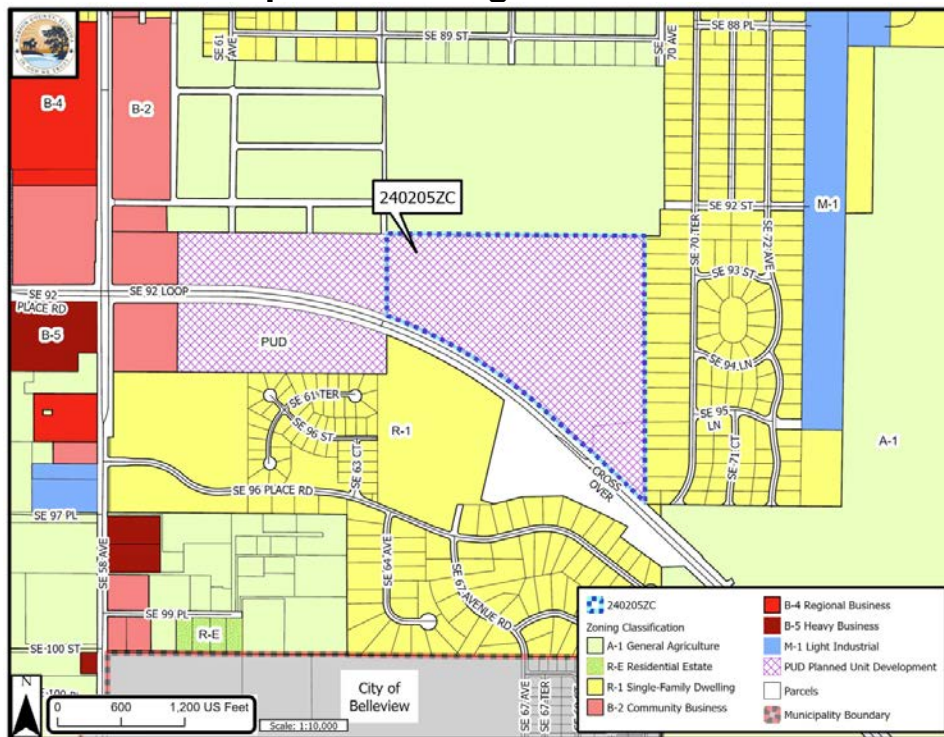 SE 61 AVE
SE 89 ST
SE 70 AVE
SE 88 PL
B-4
B-2
240205ZC
SE 92 ST
M-1
SE 70 TER
SE 72 AVE
SE 93 ST
SE 92 PLACE RD
SE 92 LOOP
B-5
PUD
SE 94 LN
SE 61 TER
SE 96 ST
R-1
SE 95 LN
SE 63 CT
SE 71 CT
A-1
SE 96 PLACE RD
CROSS OVER
SE 97 PL
SE 58 AVE
SE 64 AVE
SE 67 AVENUE RD
SE 99 PL
R-E
SE 100 ST
City of Belleview
SE 67 AVE
SE 67 TER
N
0 600 1,200 US Feet
Scale: 1:10,000
240205ZC
Zoning Classification
A-1 General Agriculture
R-E Residential Estate
R-1 Single-Family Dwelling
B-2 Community Business
B-4 Regional Business
B-5 Heavy Business
M-1 Light Industrial
PUD Planned Unit Development
Parcels
Municipality Boundary